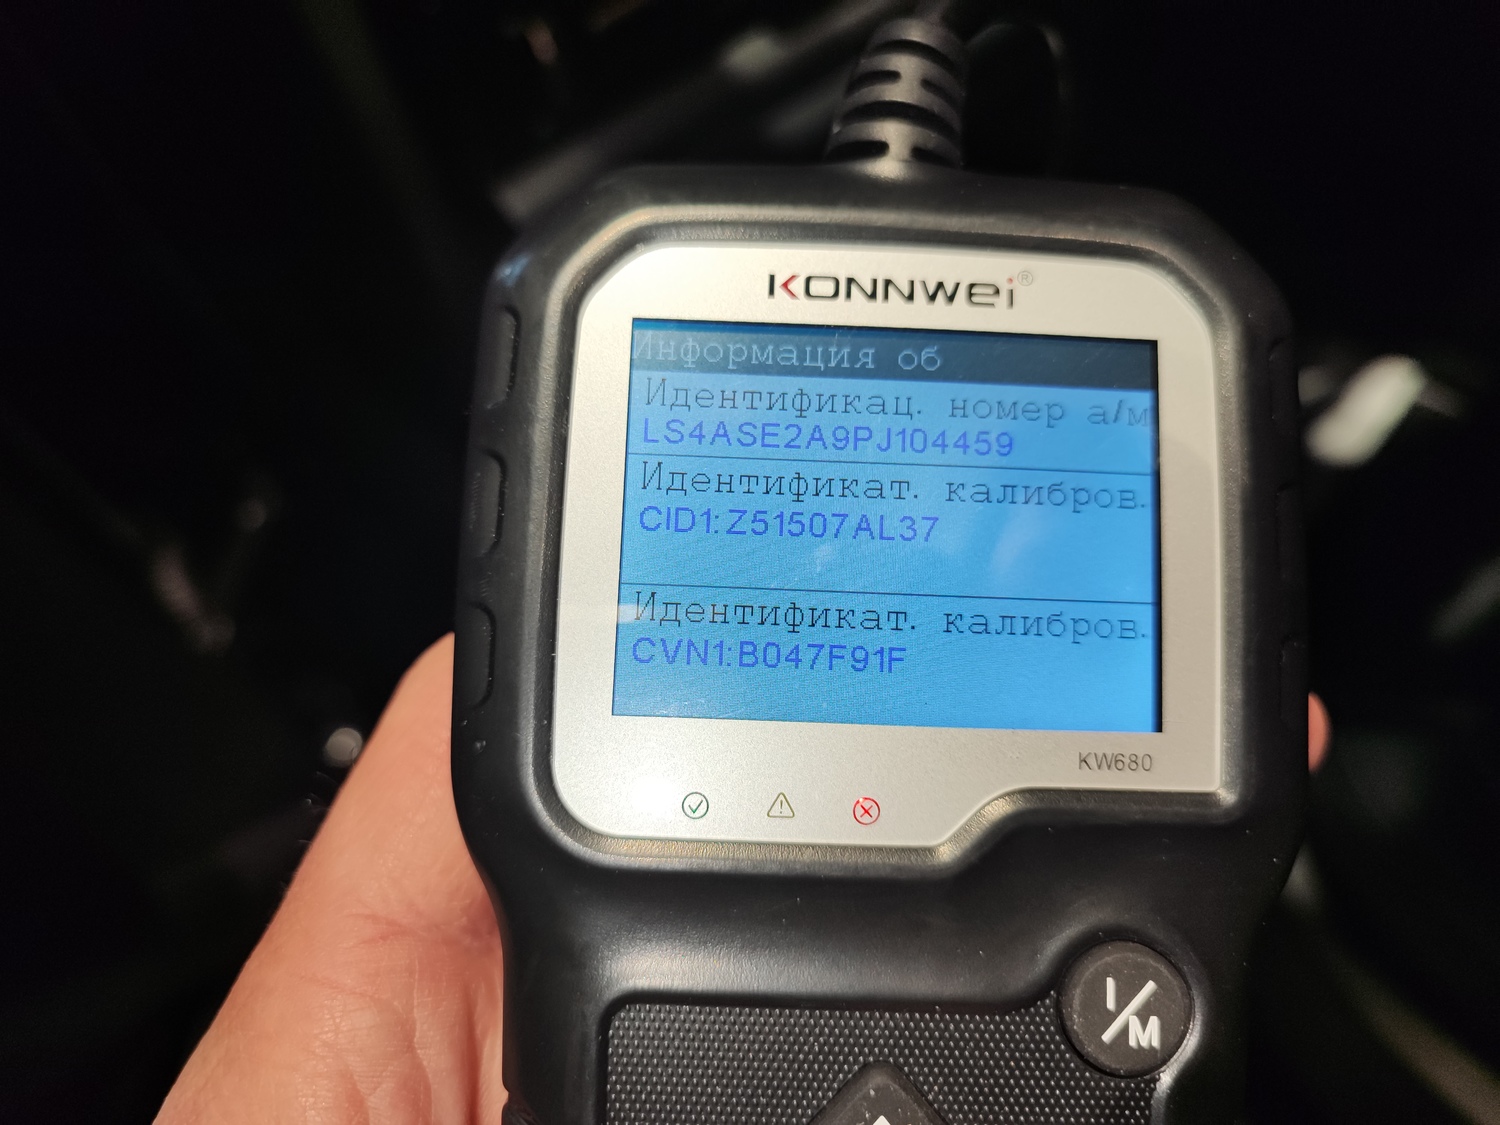 KONNWEI®
Информация об
Идентификац. номер а/м
LS4ASE2A9PJ104459
Идентификат. калибров.
CID1:Z51507AL37
Идентификат. калибров.
CVN1:B047F91F
KW680
I/M